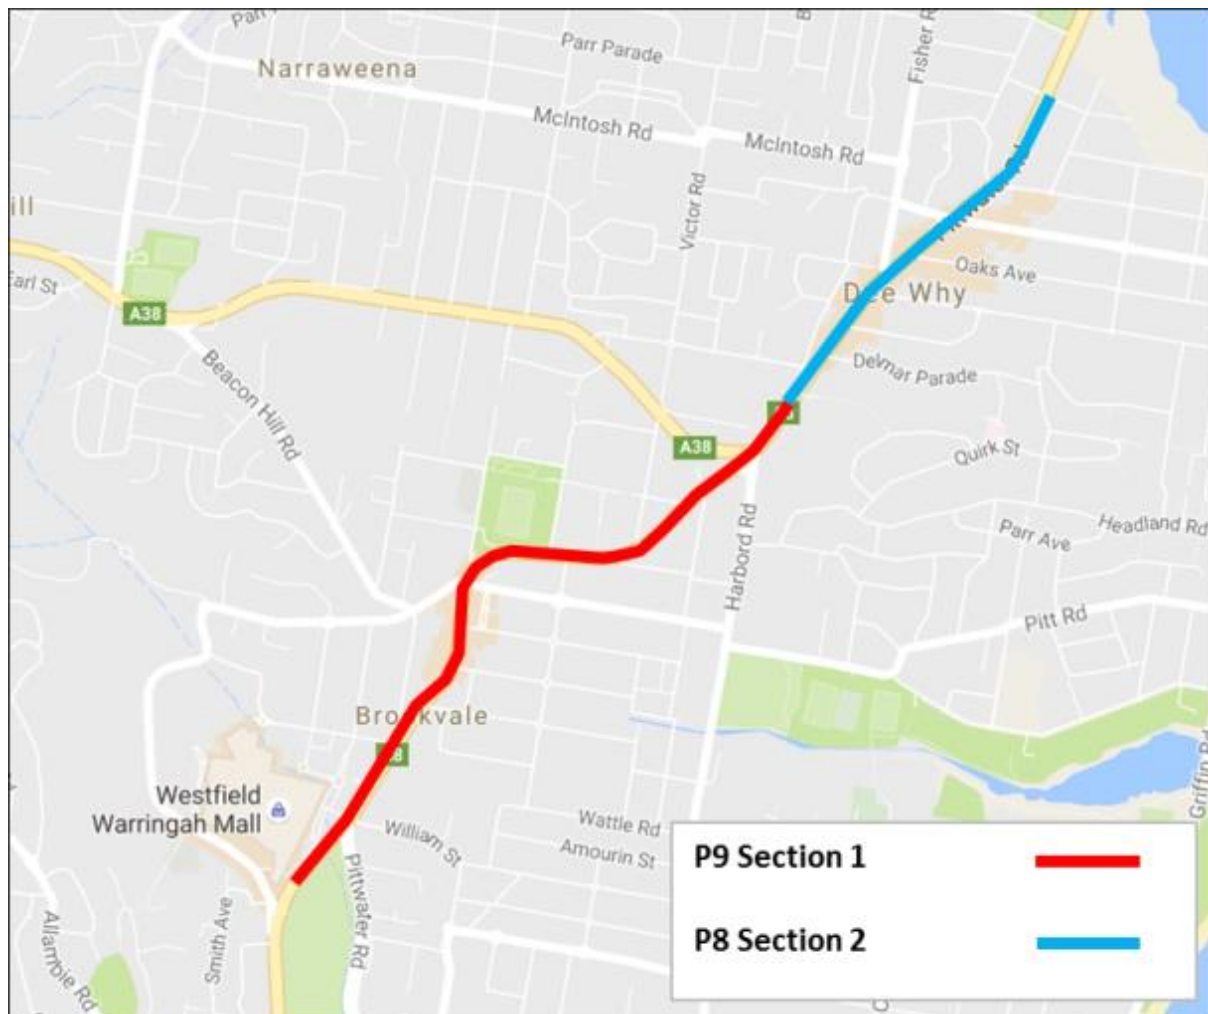 Parr Parade
Fisher R
Narraweena
McIntosh Rd
McIntosh Rd
Victor Rd
ill
Oaks Ave
Earl St
Dee Why
A38
Beacon Hill Rd
Delmar Parade
A38
Quirk St
Harbord Rd
Parr Ave
Headland Rd
Pitt Rd
Brookvale
Westfield
Warringah Mall
Griffin Rd
William St
Wattle Rd
Amourin St
Pittwater Rd
Smith Ave
Allambie Rd
P9 Section 1
P8 Section 2